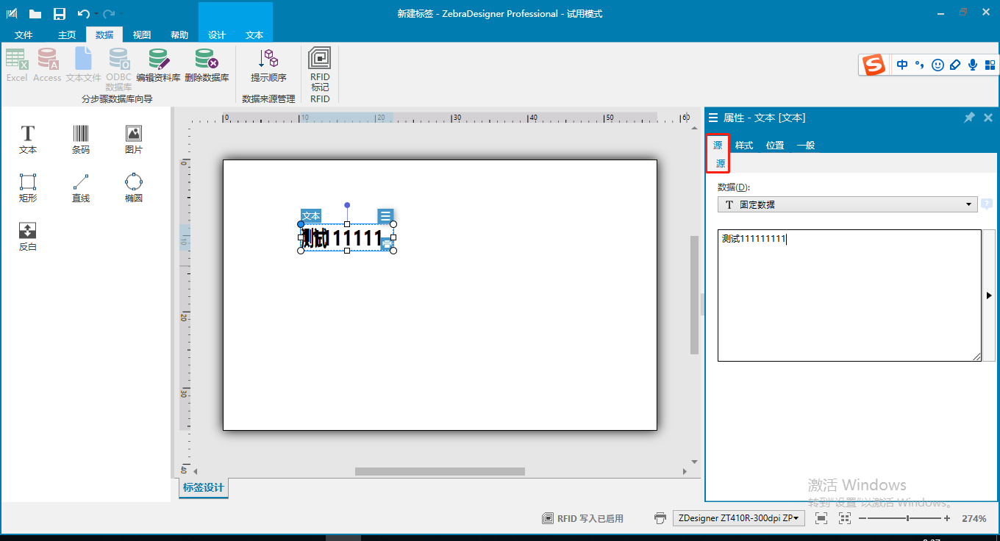 新建标签 - ZebraDesigner Professional - 试用模式
文件 主页 数据 视图 帮助 设计 文本
Excel Access 文本文件 ODBC 数据库 编辑资料库 删除数据库 提示顺序 RFID 标记
分步骤数据库向导 数据来源管理 RFID
中
文本 条码 图片
矩形 直线 椭圆
反白
0 10 20 30 40 50 60
0
10
20
30
40
文本
测试11111
标签设计
属性 - 文本 [文本]
源 样式 位置 一般
源
数据(D):
T 固定数据
测试111111111
激活 Windows
转到"设置"以激活 Windows。
RFID 写入已启用
ZDesigner ZT410R-300dpi ZP
274%